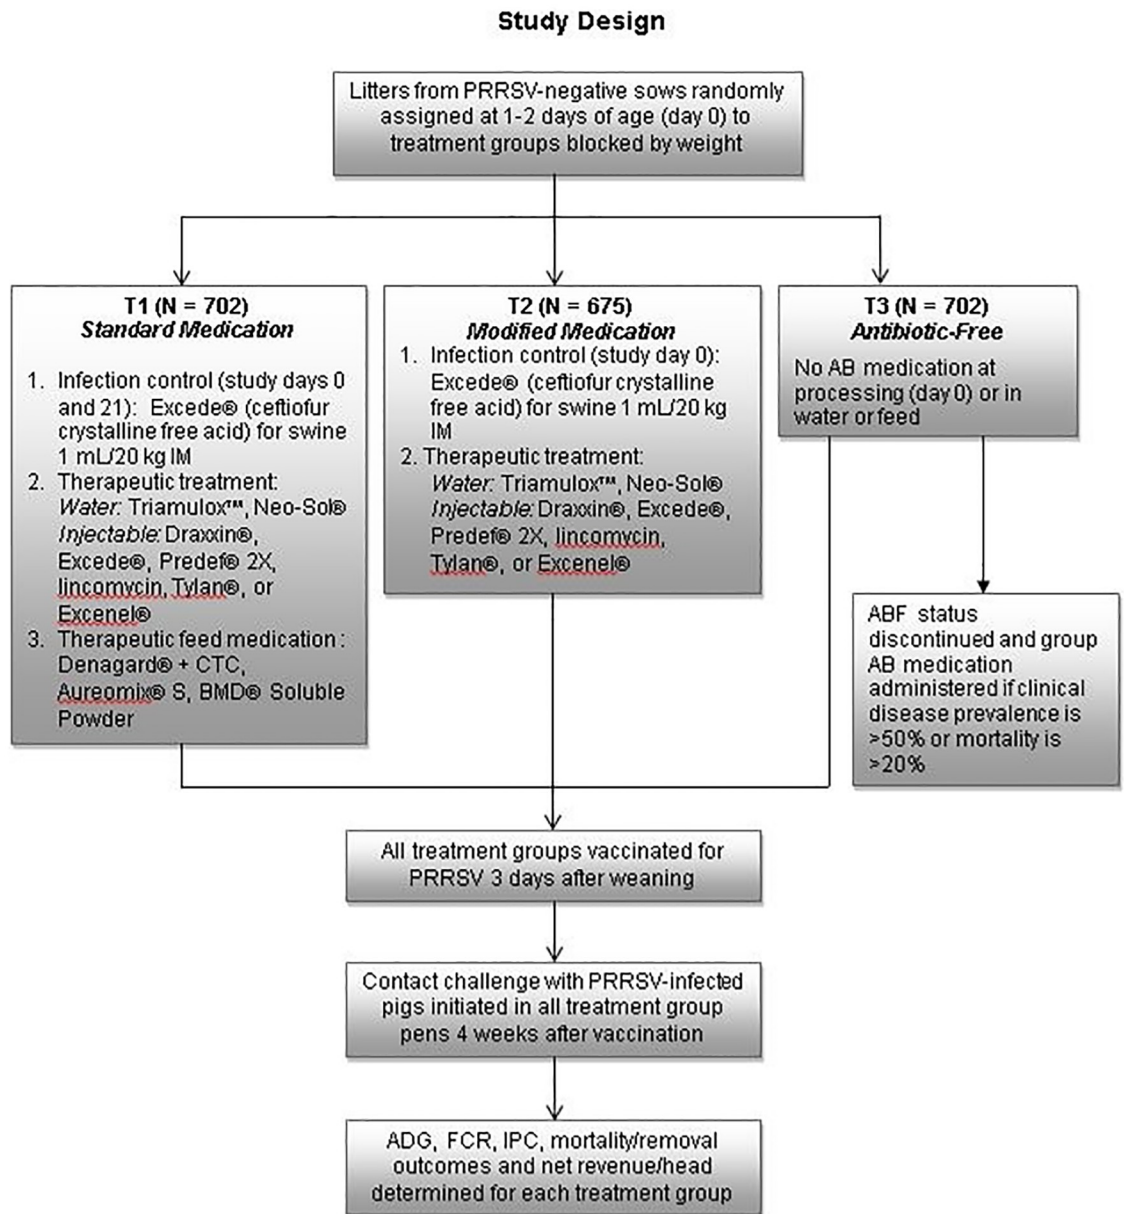 Study Design
Litters from PRRSV-negative sows randomly
assigned at 1-2 days of age (day 0) to
treatment groups blocked by weight
T1 (N = 702)
Standard Medication
1. Infection control (study days 0
and 21): Excede® (ceftiofur
crystalline free acid) for swine
1 mL/20 kg IM
2. Therapeutic treatment:
Water: Triamulox™, Neo-Sol®
Injectable: Draxxin®,
Excede®, Predef® 2X,
lincomycin, Tylan®, or
Excenel®
3. Therapeutic feed medication :
Denagard® + CTC,
Aureomix® S, BMD® Soluble
Powder
T2 (N = 675)
Modified Medication
1. Infection control (study day 0):
Excede® (ceftiofur crystalline
free acid) for swine 1 mL/20 kg
IM
2. Therapeutic treatment:
Water: Triamulox™, Neo-Sol®
Injectable: Draxxin®, Excede®,
Predef® 2X, lincomycin,
Tylan®, or Excenel®
T3 (N = 702)
Antibiotic-Free
No AB medication at
processing (day 0) or in
water or feed
ABF status
discontinued and group
AB medication
administered if clinical
disease prevalence is
>50% or mortality is
>20%
All treatment groups vaccinated for
PRRSV 3 days after weaning
Contact challenge with PRRSV-infected
pigs initiated in all treatment group
pens 4 weeks after vaccination
ADG, FCR, IPC, mortality/removal
outcomes and net revenue/head
determined for each treatment group